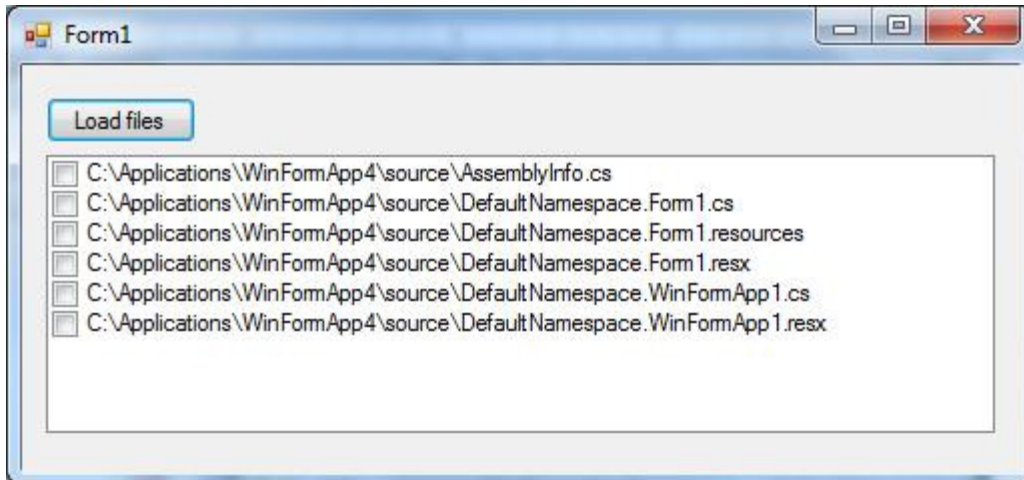 Form1
Load files
C:\Applications\WinFormApp4\source\AssemblyInfo.cs
C:\Applications\WinFormApp4\source\DefaultNamespace.Form1.cs
C:\Applications\WinFormApp4\source\DefaultNamespace.Form1.resources
C:\Applications\WinFormApp4\source\DefaultNamespace.Form1.resx
C:\Applications\WinFormApp4\source\DefaultNamespace.WinFormApp1.cs
C:\Applications\WinFormApp4\source\DefaultNamespace.WinFormApp1.resx